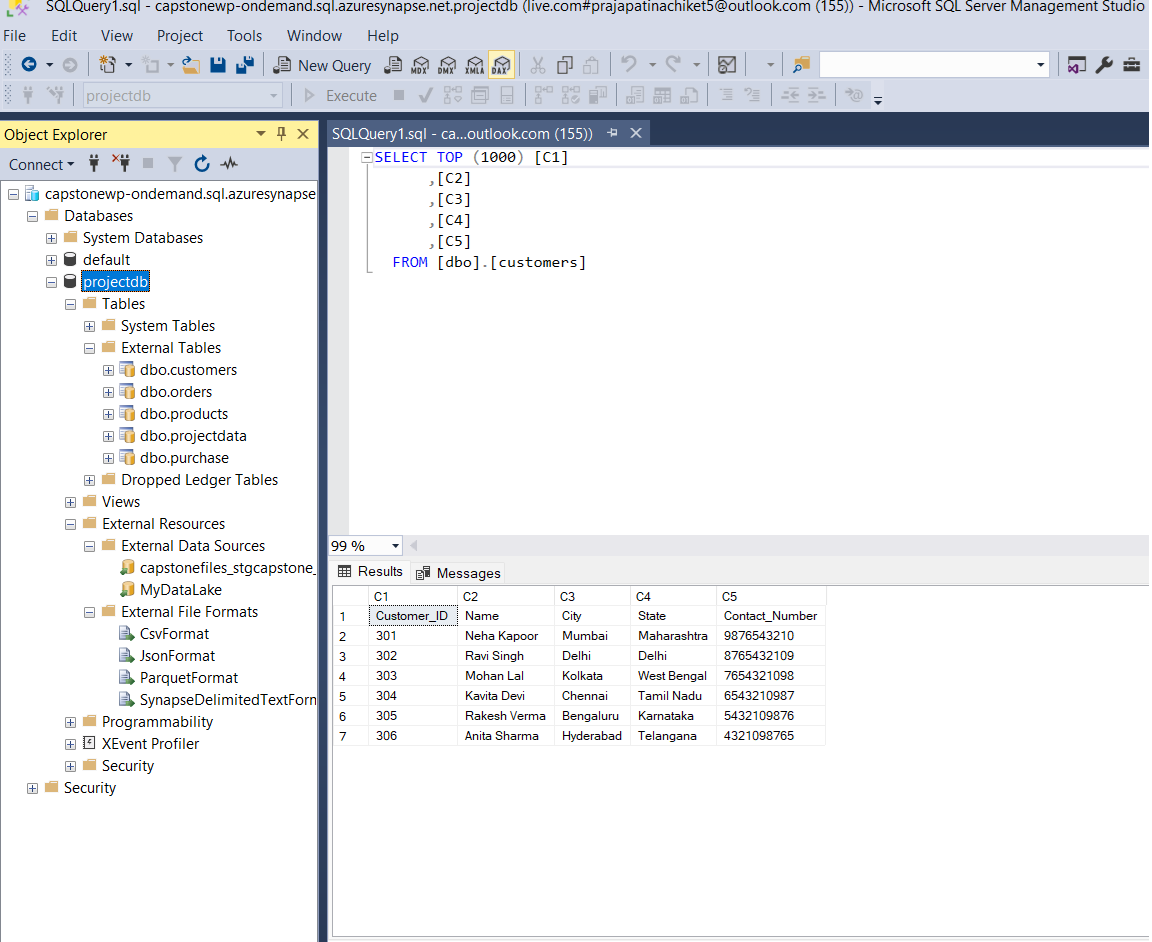 SQLQuery1.sql - capstonewp-ondemand.sql.azuresynapse.net.projectdb (live.com#prajapatinachiket5@outlook.com (155)) - Microsoft SQL Server Management Studio
File Edit View Project Tools Window Help
New Query MDX DMX XMLA DAX
projectdb Execute
Object Explorer
Connect
capstonewp-ondemand.sql.azuresynapse
Databases
System Databases
default
projectdb
Tables
System Tables
External Tables
dbo.customers
dbo.orders
dbo.products
dbo.projectdata
dbo.purchase
Dropped Ledger Tables
Views
External Resources
External Data Sources
capstonefiles_stgcapstone_
MyDataLake
External File Formats
CsvFormat
JsonFormat
ParquetFormat
SynapseDelimitedTextForm
Programmability
XEvent Profiler
Security
Security
SQLQuery1.sql - ca...outlook.com (155))
SELECT TOP (1000) [C1]
,[C2]
,[C3]
,[C4]
,[C5]
FROM [dbo].[customers]
99 %
Results Messages
C1 C2 C3 C4 C5
1 Customer_ID Name City State Contact_Number
2 301 Neha Kapoor Mumbai Maharashtra 9876543210
3 302 Ravi Singh Delhi Delhi 8765432109
4 303 Mohan Lal Kolkata West Bengal 7654321098
5 304 Kavita Devi Chennai Tamil Nadu 6543210987
6 305 Rakesh Verma Bengaluru Karnataka 5432109876
7 306 Anita Sharma Hyderabad Telangana 4321098765